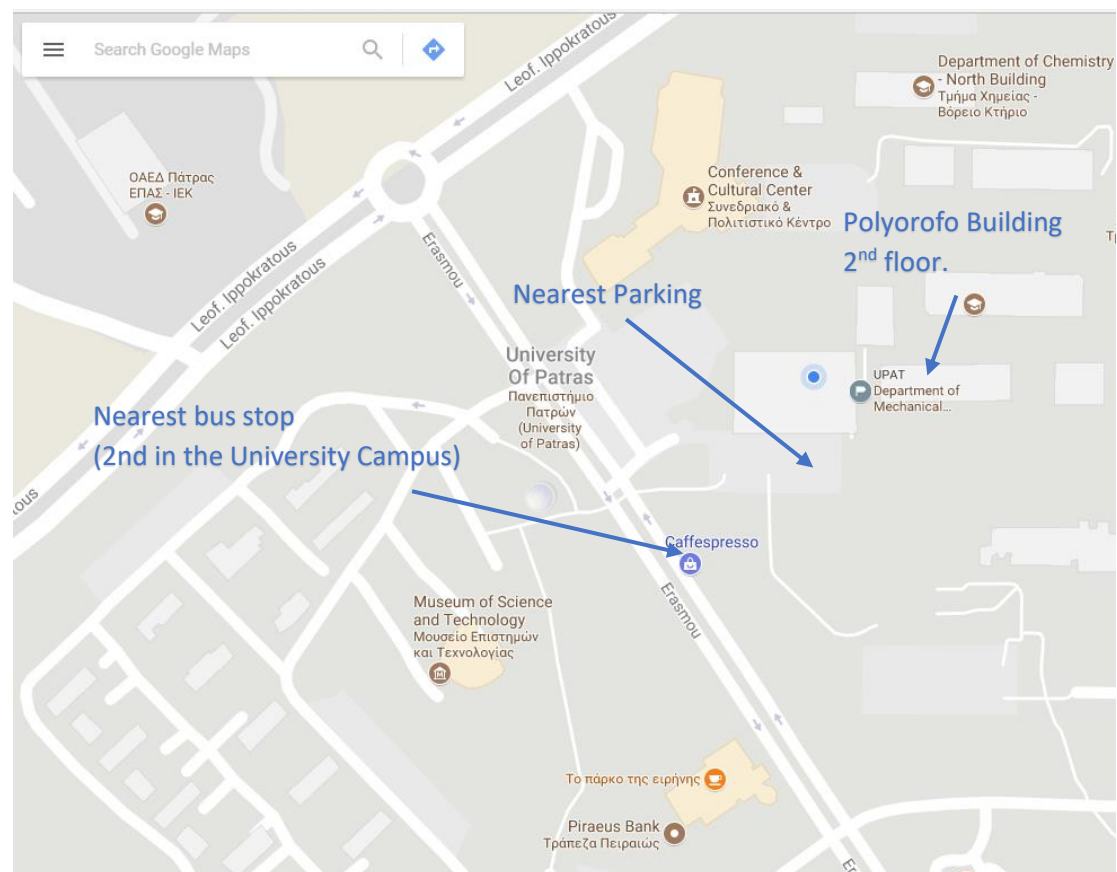 Search Google Maps
Leof. Ippokratous
Department of Chemistry
- North Building
Τμήμα Χημείας -
Βόρειο Κτήριο
ΟΑΕΔ Πάτρας
ΕΠΑΣ - ΙΕΚ
Conference &
Cultural Center
Συνεδριακό &
Πολιτιστικό Κέντρο
Polyorofo Building
2nd floor.
Erasmou
Leof. Ippokratous
Leof. Ippokratous
Nearest Parking
University
Of Patras
Πανεπιστήμιο
Πατρών
(University
of Patras)
UPAT
Department of
Mechanical...
Nearest bus stop
(2nd in the University Campus)
Caffespresso
Erasmou
Museum of Science
and Technology
Μουσείο Επιστημών
και Τεχνολογίας
Το πάρκο της ειρήνης
Piraeus Bank
Τράπεζα Πειραιώς